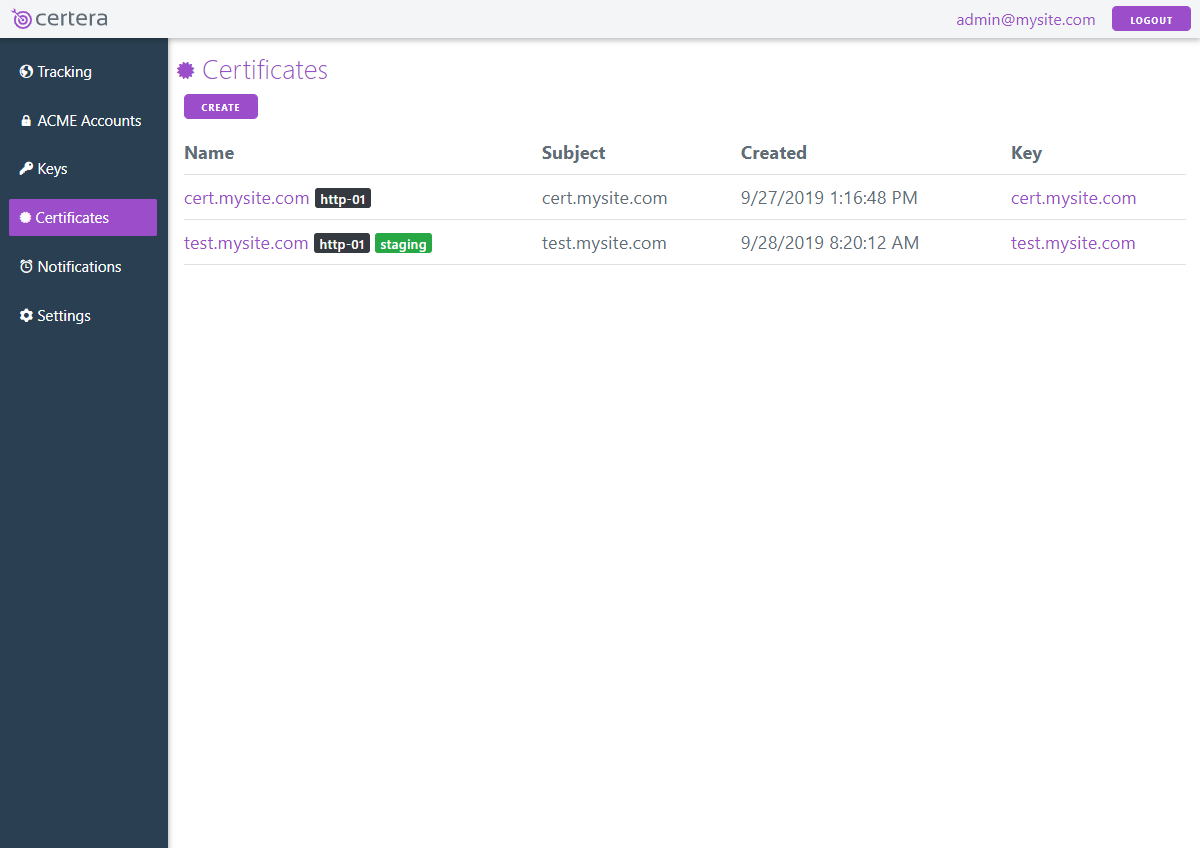 certera
admin@mysite.com LOGOUT
Tracking
ACME Accounts
Keys
Certificates
Notifications
Settings
Certificates
CREATE
Name Subject Created Key
cert.mysite.com http-01 cert.mysite.com 9/27/2019 1:16:48 PM cert.mysite.com
test.mysite.com http-01 staging test.mysite.com 9/28/2019 8:20:12 AM test.mysite.com